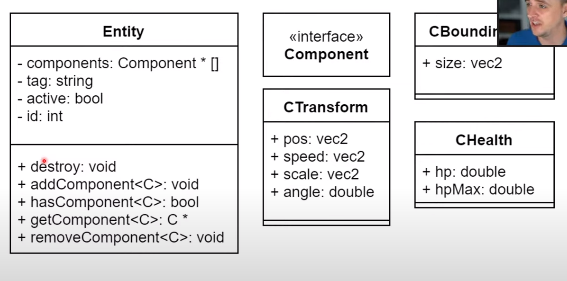 Entity
- components: Component * []
- tag: string
- active: bool
- id: int
+ destroy: void
+ addComponent<C>: void
+ hasComponent<C>: bool
+ getComponent<C>: C *
+ removeComponent<C>: void
«interface»
Component
CTransform
+ pos: vec2
+ speed: vec2
+ scale: vec2
+ angle: double
+ size: vec2
CHealth
+ hp: double
+ hpMax: double